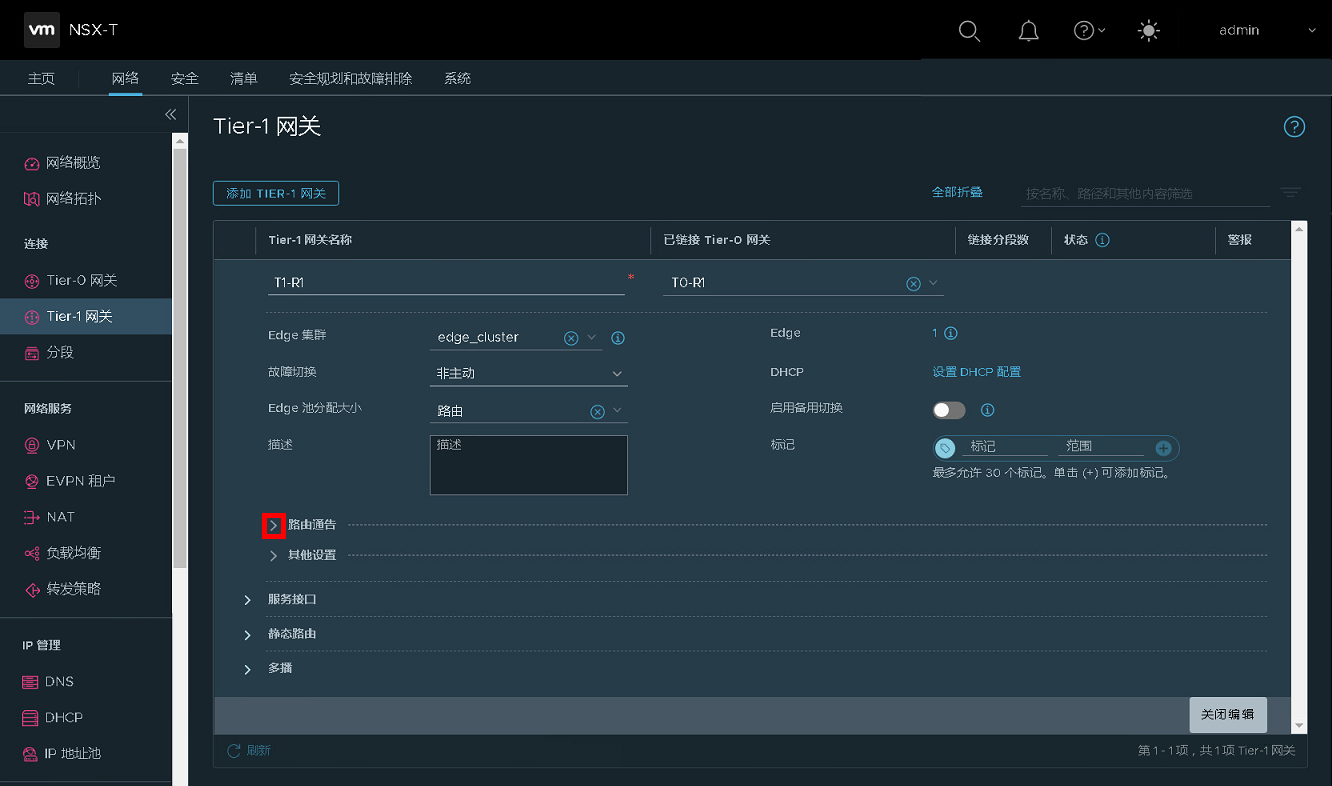 vm NSX-T
admin
主页 网络 安全 清单 安全规划和故障排除 系统
Tier-1 网关
网络概览
网络拓扑
连接
Tier-0 网关
Tier-1 网关
分段
网络服务
VPN
EVPN 租户
NAT
负载均衡
转发策略
IP 管理
DNS
DHCP
IP 地址池
添加 TIER-1 网关
全部折叠
按名称、路径和其他内容筛选
Tier-1 网关名称 已链接 Tier-0 网关 链接分段数 状态 警报
T1-R1 * T0-R1
Edge 集群 edge_cluster Edge 1
故障切换 非主动 DHCP 设置 DHCP 配置
Edge 池分配大小 路由 启用备用切换
描述 描述 标记 标记 范围
最多允许 30 个标记。单击 (+) 可添加标记。
路由通告
其他设置
服务接口
静态路由
多播
关闭编辑
刷新 第 1 - 1 项，共 1 项 Tier-1 网关